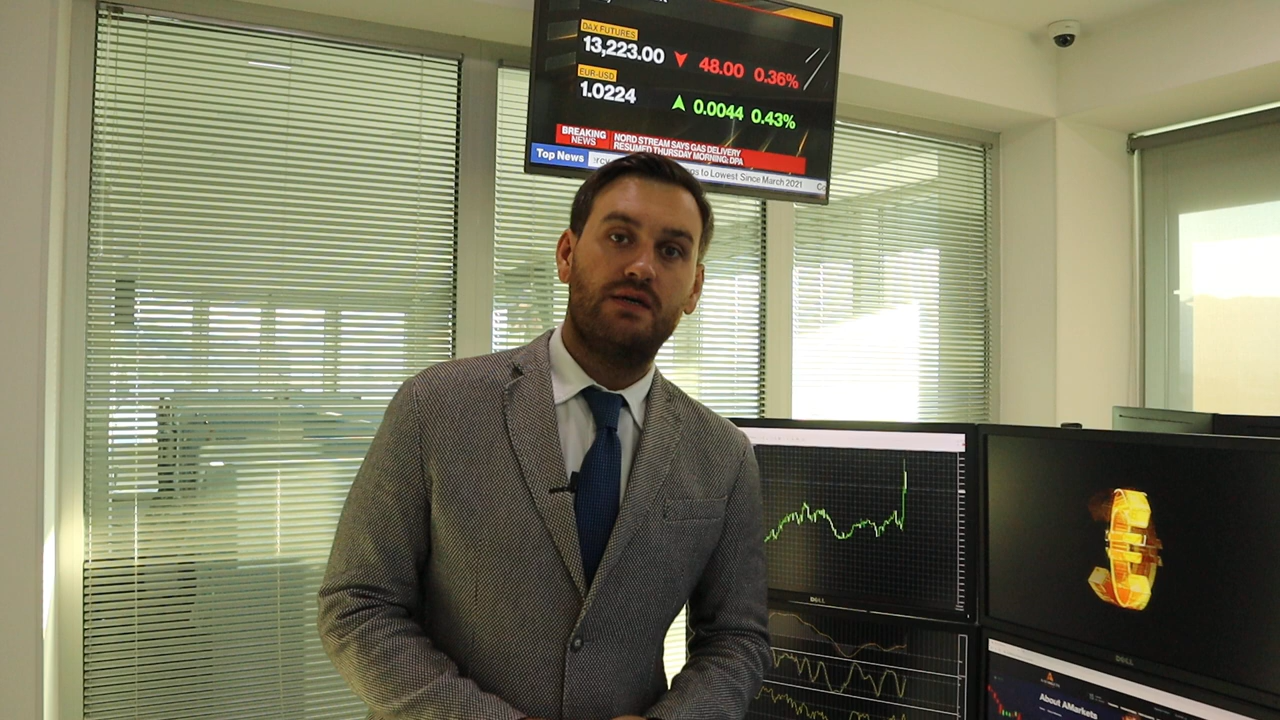 DAX FUTURES
13,223.00 ▼ 48.00 0.36%
EUR-USD
1.0224 ▲ 0.0044 0.43%
BREAKING NEWS
NORD STREAM SAYS GAS DELIVERY
RESUMED THURSDAY MORNING: DPA
Top News
to Lowest Since March 2021
DELL
DELL
About AMarkets